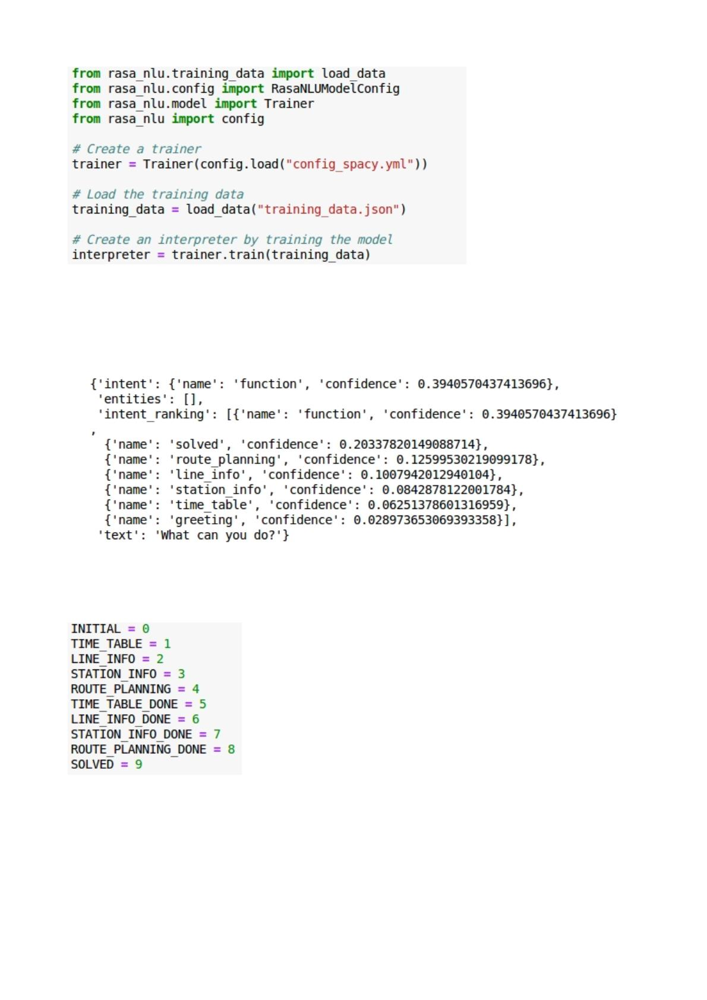 from rasa_nlu.training_data import load_data
from rasa_nlu.config import RasaNLUModelConfig
from rasa_nlu.model import Trainer
from rasa_nlu import config
# Create a trainer
trainer = Trainer(config.load("config_spacy.yml"))
# Load the training data
training_data = load_data("training_data.json")
# Create an interpreter by training the model
interpreter = trainer.train(training_data)
{'intent': {'name': 'function', 'confidence': 0.3940570437413696},
'entities': [],
'intent_ranking': [{'name': 'function', 'confidence': 0.3940570437413696}
,
{'name': 'solved', 'confidence': 0.20337820149088714},
{'name': 'route_planning', 'confidence': 0.12599530219099178},
{'name': 'line_info', 'confidence': 0.1007942012940104},
{'name': 'station_info', 'confidence': 0.0842878122001784},
{'name': 'time_table', 'confidence': 0.06251378601316959},
{'name': 'greeting', 'confidence': 0.028973653069393358}],
'text': 'What can you do?'}
INITIAL = 0
TIME_TABLE = 1
LINE_INFO = 2
STATION_INFO = 3
ROUTE_PLANNING = 4
TIME_TABLE_DONE = 5
LINE_INFO_DONE = 6
STATION_INFO_DONE = 7
ROUTE_PLANNING_DONE = 8
SOLVED = 9